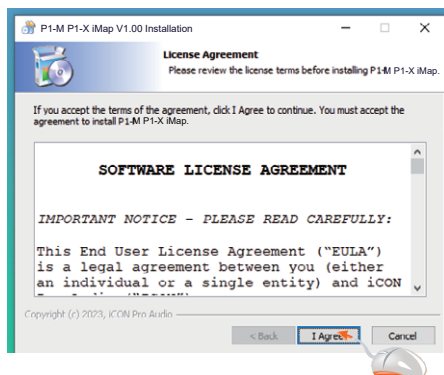 P1-M P1-X iMap V1.00 Installation
License Agreement
Please review the license terms before installing P1-M P1-X iMap.
If you accept the terms of the agreement, click I Agree to continue. You must accept the
agreement to install P1-M P1-X iMap.
SOFTWARE LICENSE AGREEMENT
IMPORTANT NOTICE – PLEASE READ CAREFULLY:
This End User License Agreement (“EULA”)
is a legal agreement between you (either
an individual or a single entity) and iCON
Copyright (c) 2023, iCON Pro Audio
< Back
I Agree
Cancel